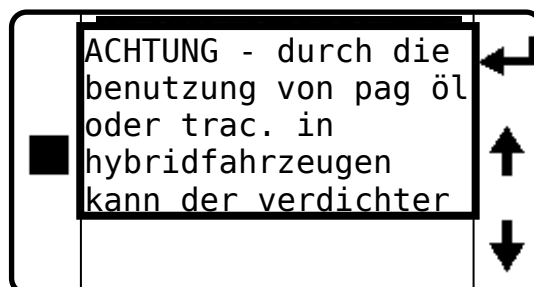 ACHTUNG - durch die
benutzung von pag öl
oder trac. in
hybridfahrzeugen
kann der verdichter